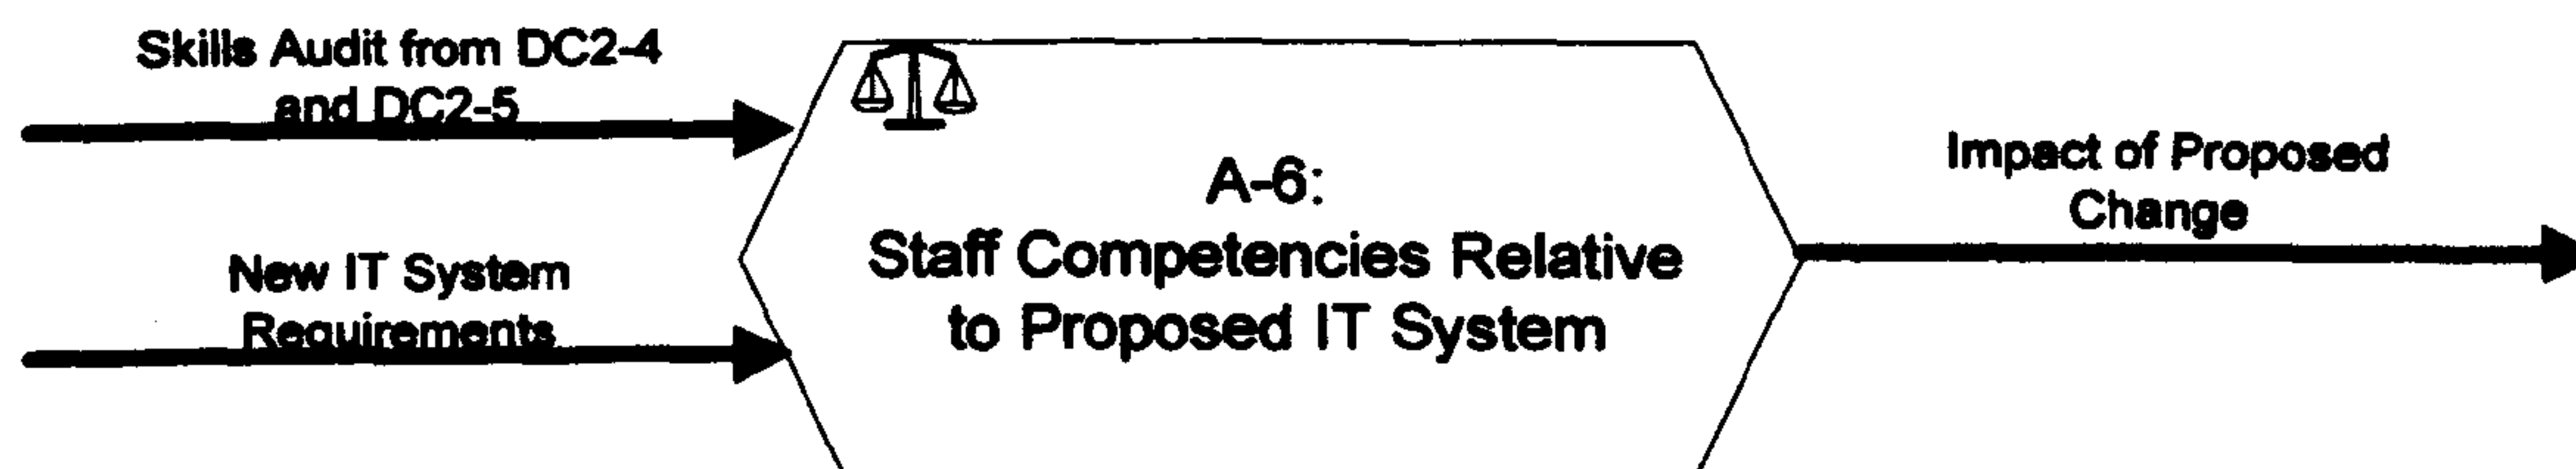 Skills Audit from DC2-4
and DC2-5
New IT System
Requirements
A-6:
Staff Competencies Relative
to Proposed IT System
Impact of Proposed
Change